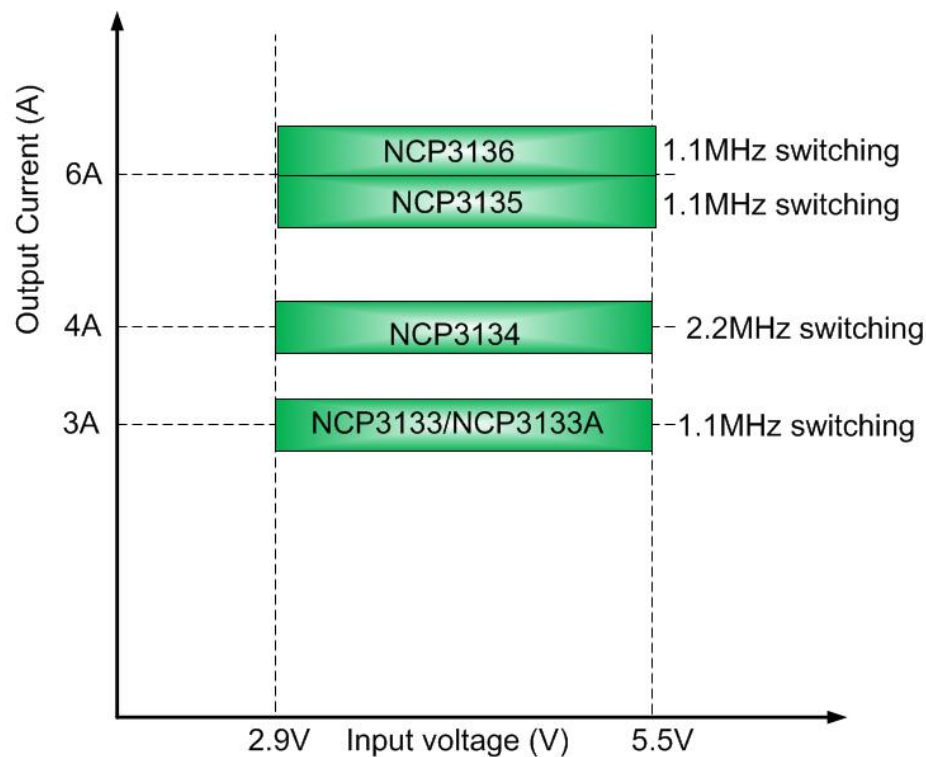 Output Current (A)
NCP3136
1.1MHz switching
6A
NCP3135
1.1MHz switching
4A
NCP3134
2.2MHz switching
3A
NCP3133/NCP3133A
1.1MHz switching
2.9V
Input voltage (V)
5.5V